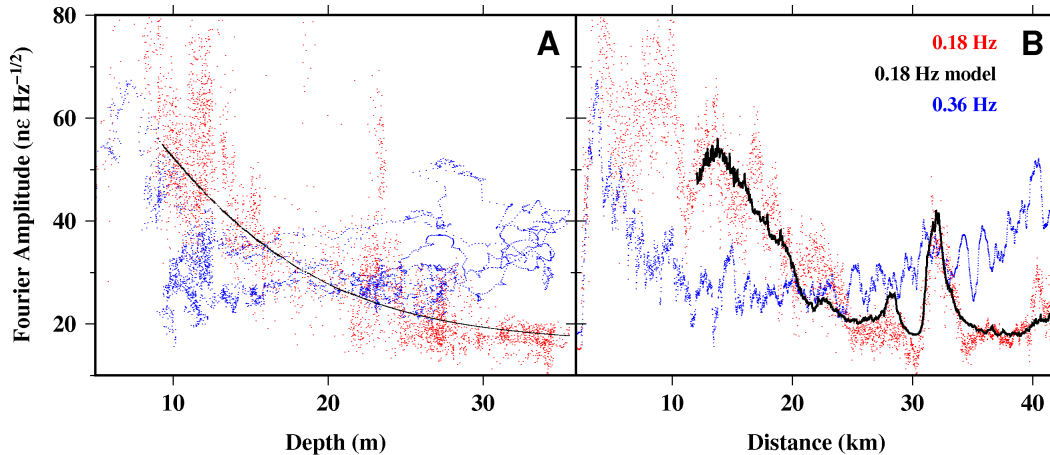 80
60
40
20
Fourier Amplitude (nε Hz⁻¹/²)
A
10
20
30
Depth (m)
B
0.18 Hz
0.18 Hz model
0.36 Hz
10
20
30
40
Distance (km)